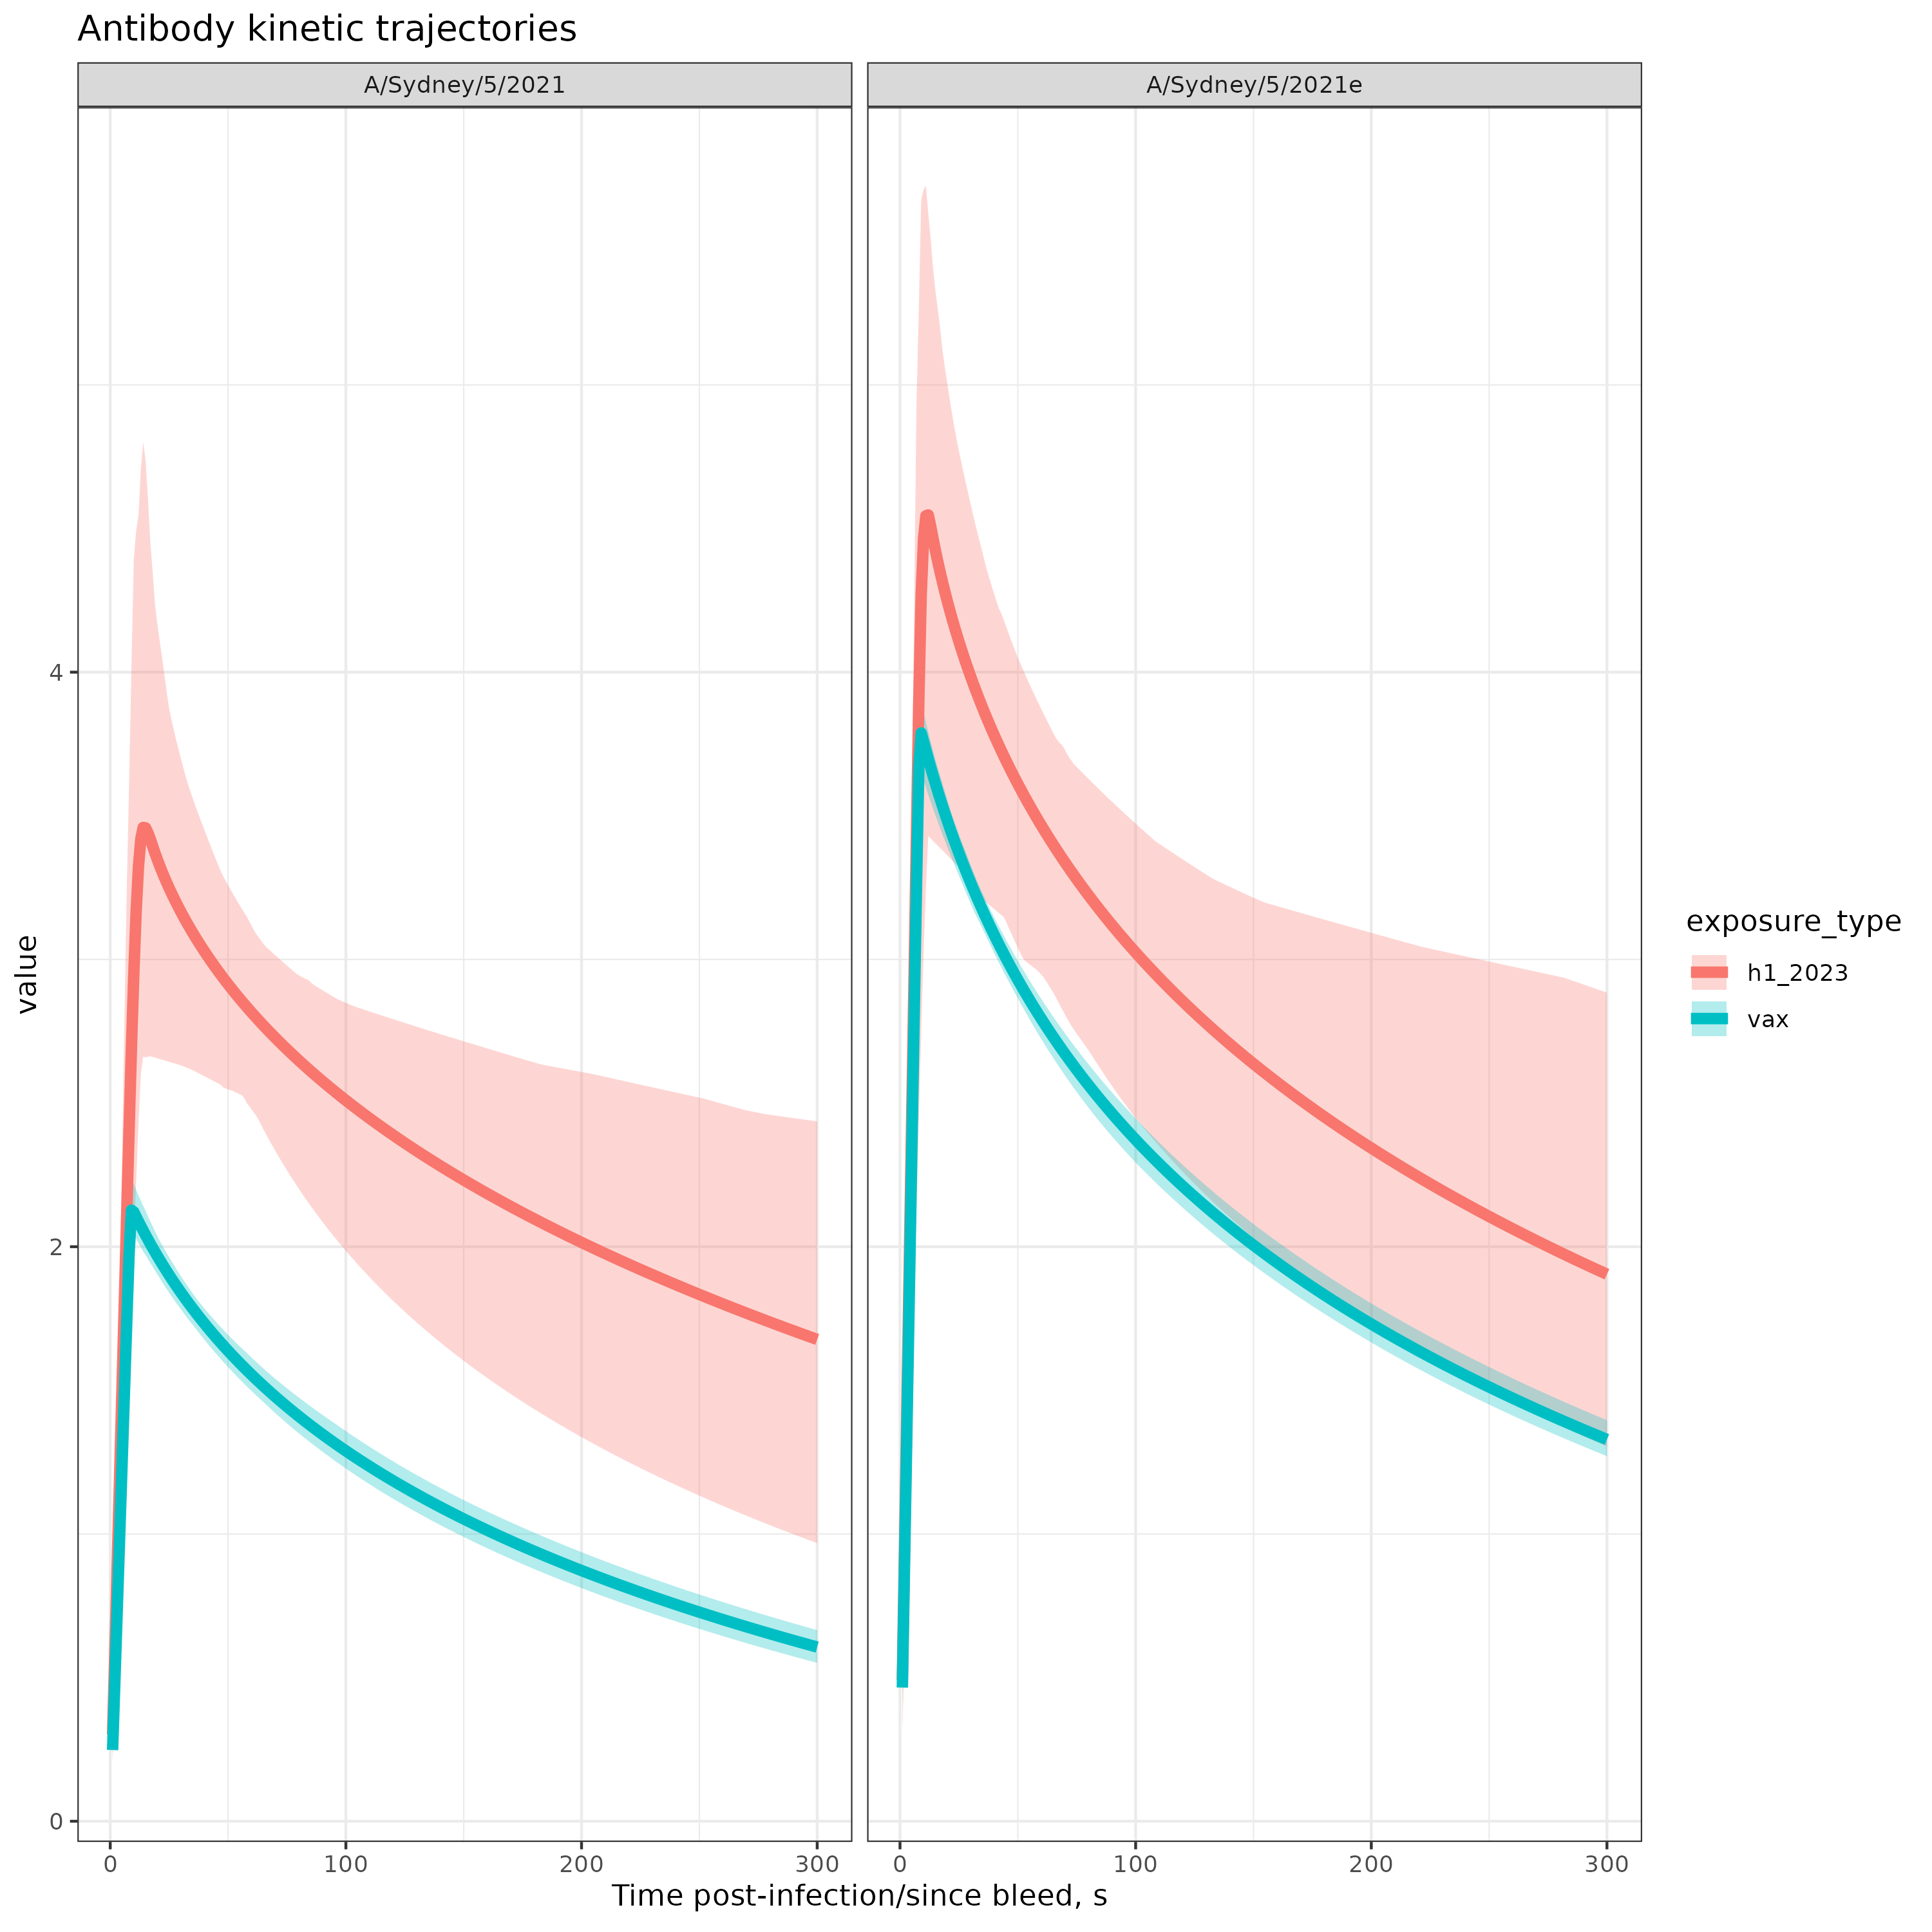 Antibody kinetic trajectories
A/Sydney/5/2021
A/Sydney/5/2021e
value
4
2
0
0 100 200 300
0 100 200 300
Time post-infection/since bleed, s
exposure_type
h1_2023
vax